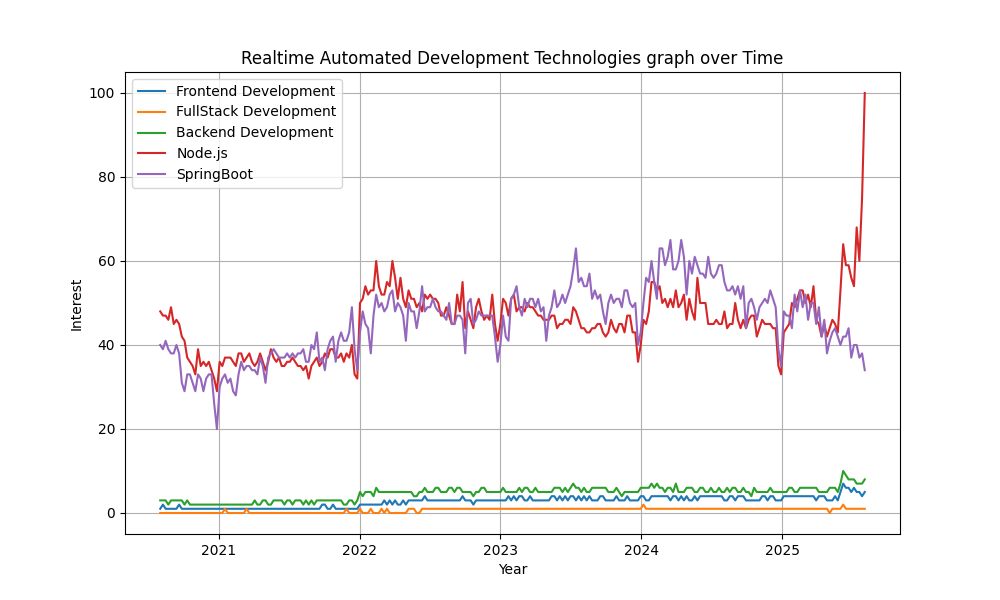 Realtime Automated Development Technologies graph over Time
100
80
60
40
20
0
Interest
Frontend Development
FullStack Development
Backend Development
Node.js
SpringBoot
2021
2022
2023
2024
2025
Year